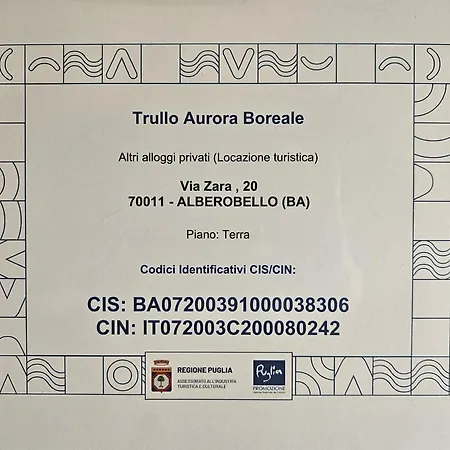 Trullo Aurora Boreale
Altri alloggi privati (Locazione turistica)
Via Zara , 20
70011 - ALBEROBELLO (BA)
Piano: Terra
Codici Identificativi CIS/CIN:
CIS: BA07200391000038306
CIN: IT072003C200080242
REGIONE PUGLIA
ASSESSORATO ALL'INDUSTRIA
TURISTICA E CULTURALE
Puglia
PROMOZIONE